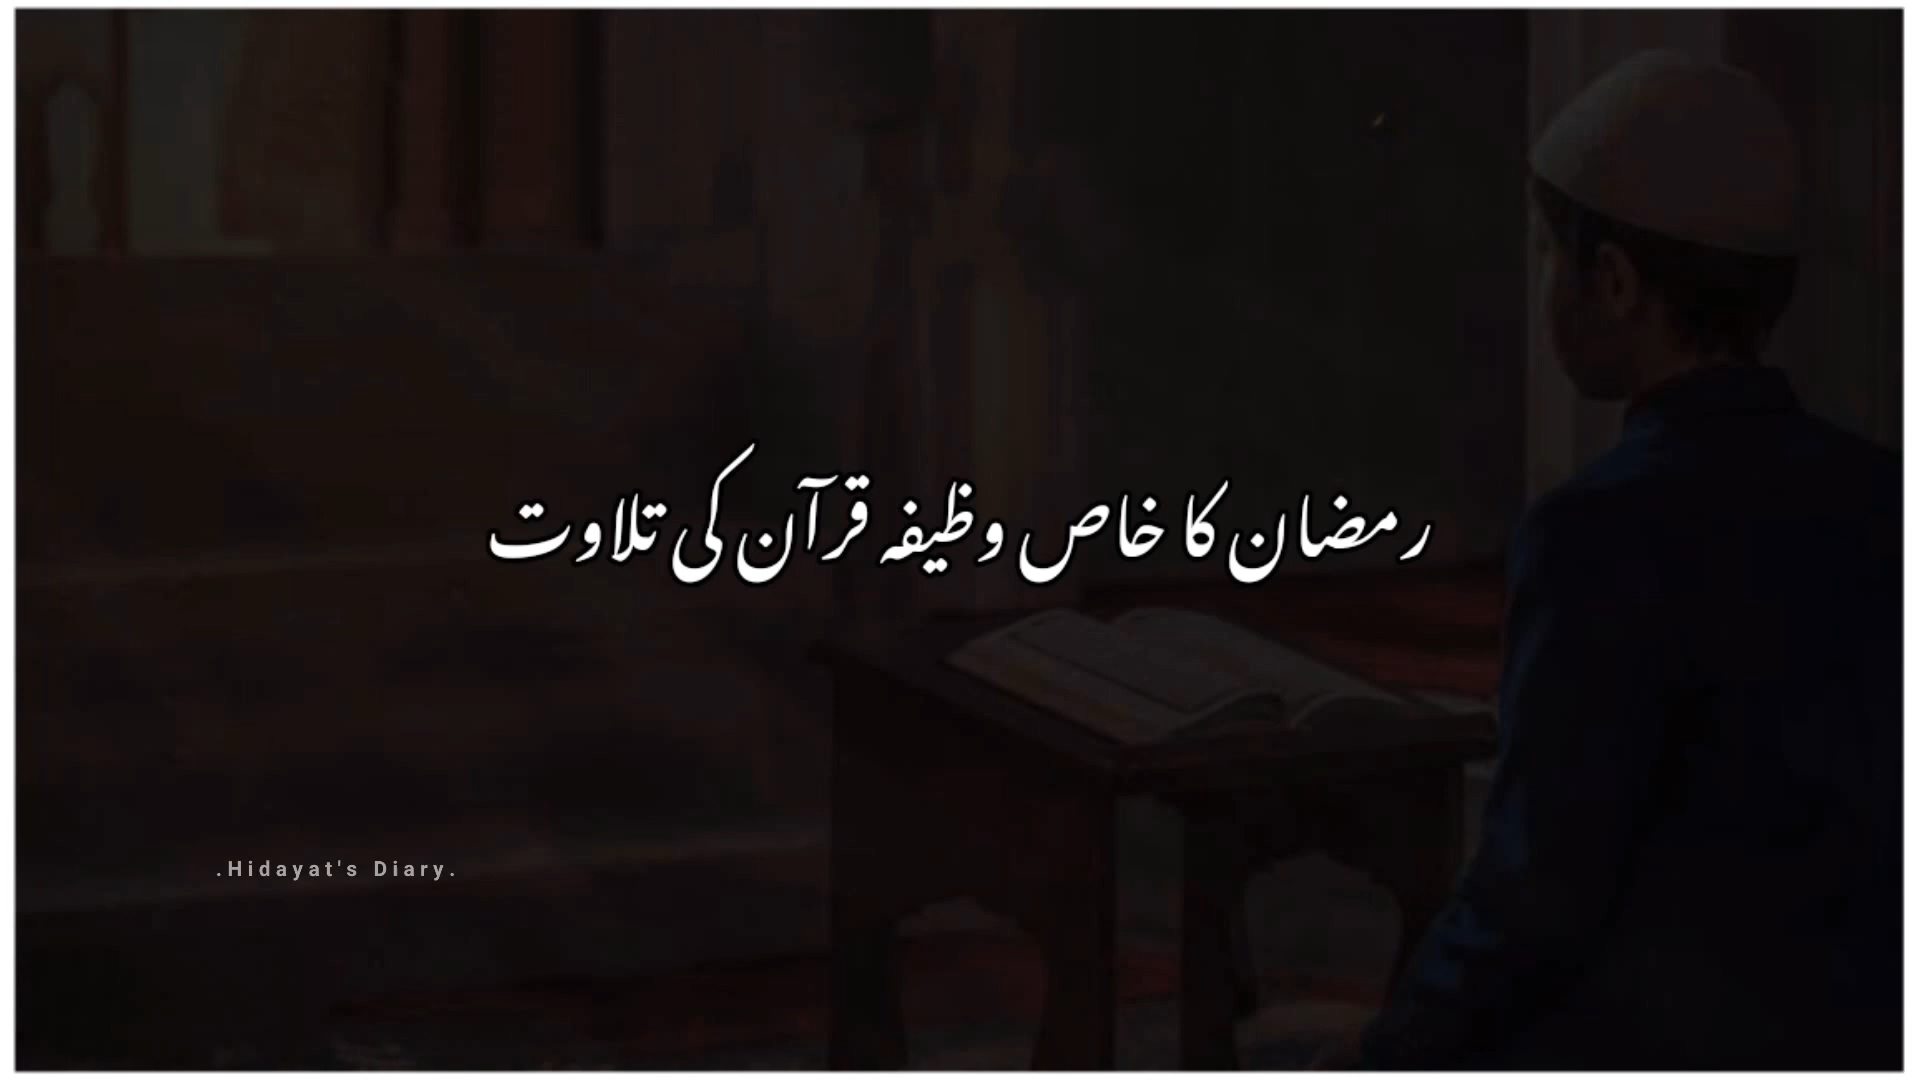 رمضان کا خاص وظیفہ قرآن کی تلاوت
.Hidayat's Diary.